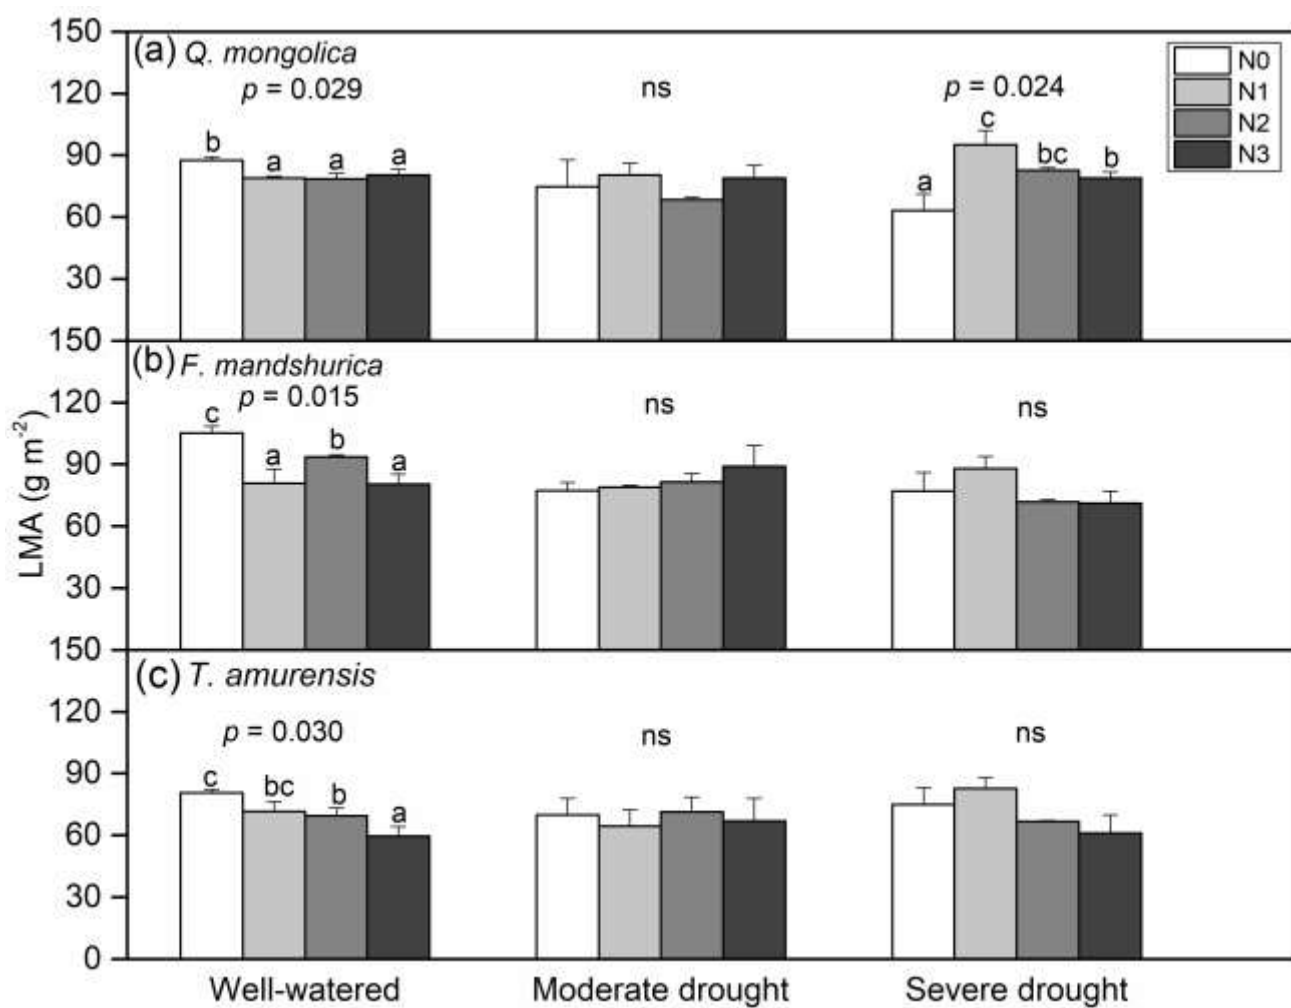 150
(a) Q. mongolica
p = 0.029
ns
p = 0.024
N0
N1
N2
N3
120
90
60
30
b
a
a
a
a
c
bc
b
150
(b) F. mandshurica
p = 0.015
ns
ns
120
90
60
30
c
a
b
a
LMA (g m⁻²)
150
(c) T. amurensis
p = 0.030
ns
ns
120
90
60
30
0
c
bc
b
a
Well-watered
Moderate drought
Severe drought